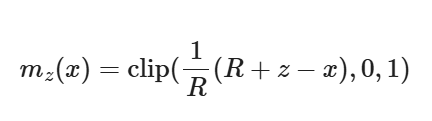 m_z(x) = clip(\frac{1}{R}(R + z − x), 0, 1)